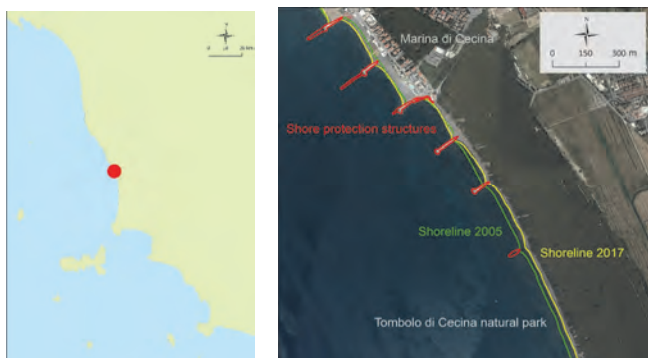 N
N
0 150 300 m
Marina di Cecina
Shore protection structures
Shoreline 2005
Shoreline 2017
Tombolo di Cecina natural park